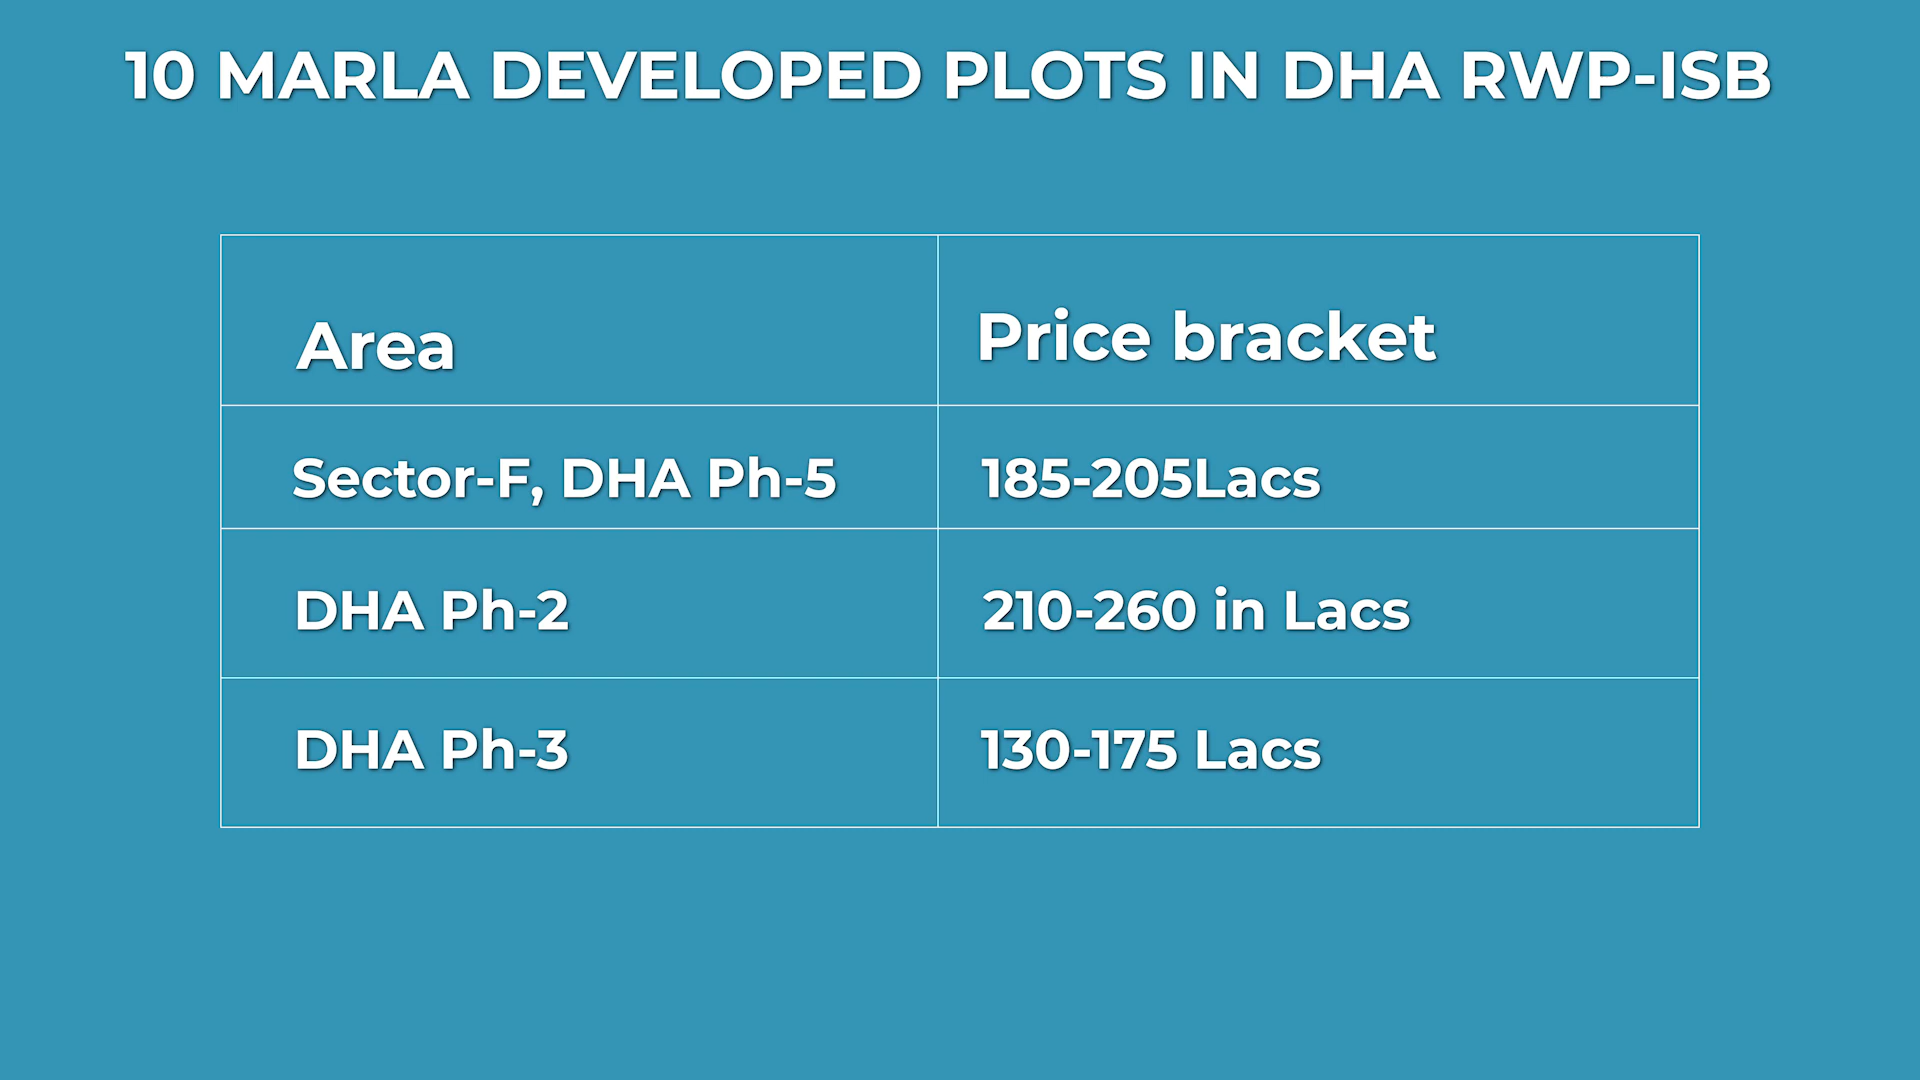 10 MARLA DEVELOPED PLOTS IN DHA RWP-ISB
Area
Price bracket
Sector-F, DHA Ph-5
185-205Lacs
DHA Ph-2
210-260 in Lacs
DHA Ph-3
130-175 Lacs